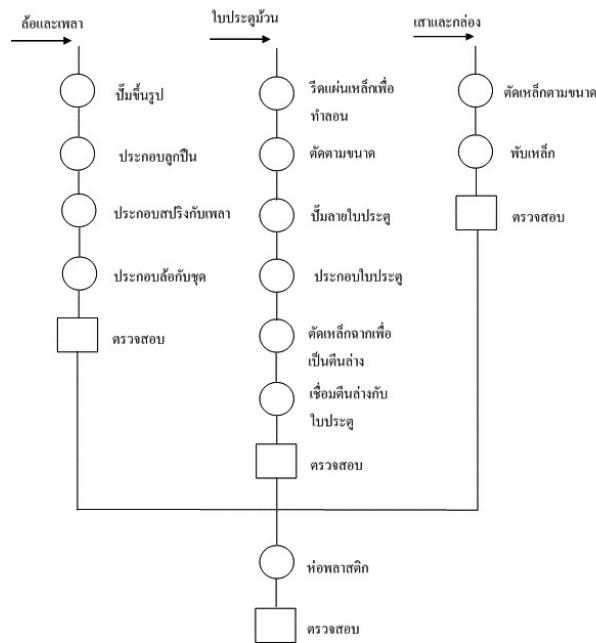 ล้อและเพลา
ปั๊มขึ้นรูป
ประกอบลูกปืน
ประกอบสปริงกับเพลา
ประกอบล้อกับชุด
ตรวจสอบ
ใบประตูม้วน
รีดแผ่นเหล็กเพื่อ
ทำลอน
ตัดตามขนาด
ปั๊มลายใบประตู
ประกอบใบประตู
ตัดเหล็กฉากเพื่อ
เป็นตีนล่าง
เชื่อมตีนล่างกับ
ใบประตู
ตรวจสอบ
เสาและกล่อง
ตัดเหล็กตามขนาด
พับเหล็ก
ตรวจสอบ
ห่อพลาสติก
ตรวจสอบ